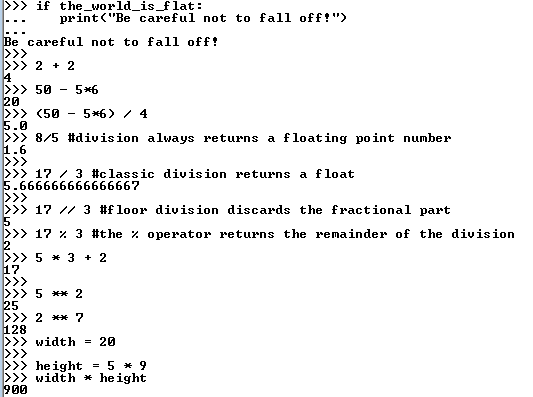 >>> if the_world_is_flat:
...     print("Be careful not to fall off!")
...
Be careful not to fall off!
>>>
>>> 2 + 2
4
>>> 50 - 5*6
20
>>> (50 - 5*6) / 4
5.0
>>> 8/5 #division always returns a floating point number
1.6
>>>
>>> 17 / 3 #classic division returns a float
5.666666666666667
>>>
>>> 17 // 3 #floor division discards the fractional part
5
>>> 17 % 3 #the % operator returns the remainder of the division
2
>>> 5 * 3 + 2
17
>>>
>>> 5 ** 2
25
>>> 2 ** 7
128
>>> width = 20
>>>
>>> height = 5 * 9
>>> width * height
900